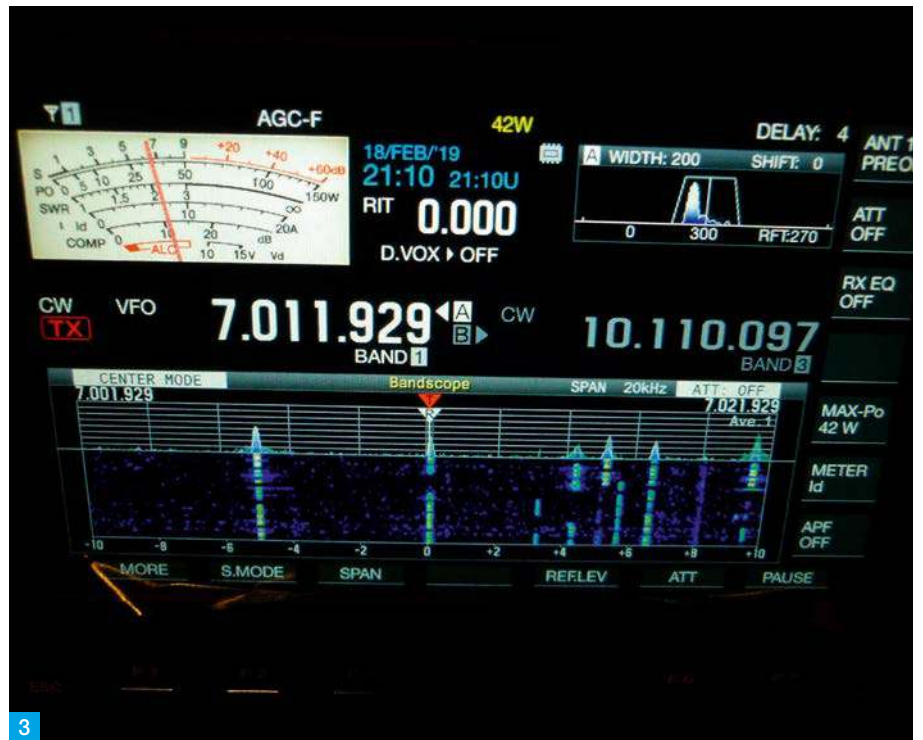 1 AGC-F 42W DELAY: 4 ANT 1
PREO
S 1 3 5 7 9 +20 +40 +60dB
PO 0 5 10 25 50 100 150W
SWR 1 1.5 2 3 ∞
Id 0 10 20A
COMP 0 10 20 dB
ALC 10 15V Vd
18/FEB/'19
21:10 21:10U
RIT 0.000
D.VOX OFF
A WIDTH: 200 SHIFT: 0
0 300 RFT:270
ATT
OFF
RX EQ
OFF
CW VFO 7.011.929 A CW 10.110.097
TX B
BAND 1 BAND 3
CENTER MODE Bandscope SPAN 20kHz ATT: OFF
7.001.929 T 7.021.929
R Ave.1
MAX-Po
42 W
METER
Id
APF
OFF
-10 -8 -6 -4 -2 0 +2 +4 +6 +8 +10
MORE S.MODE SPAN REF.LEV ATT PAUSE
3